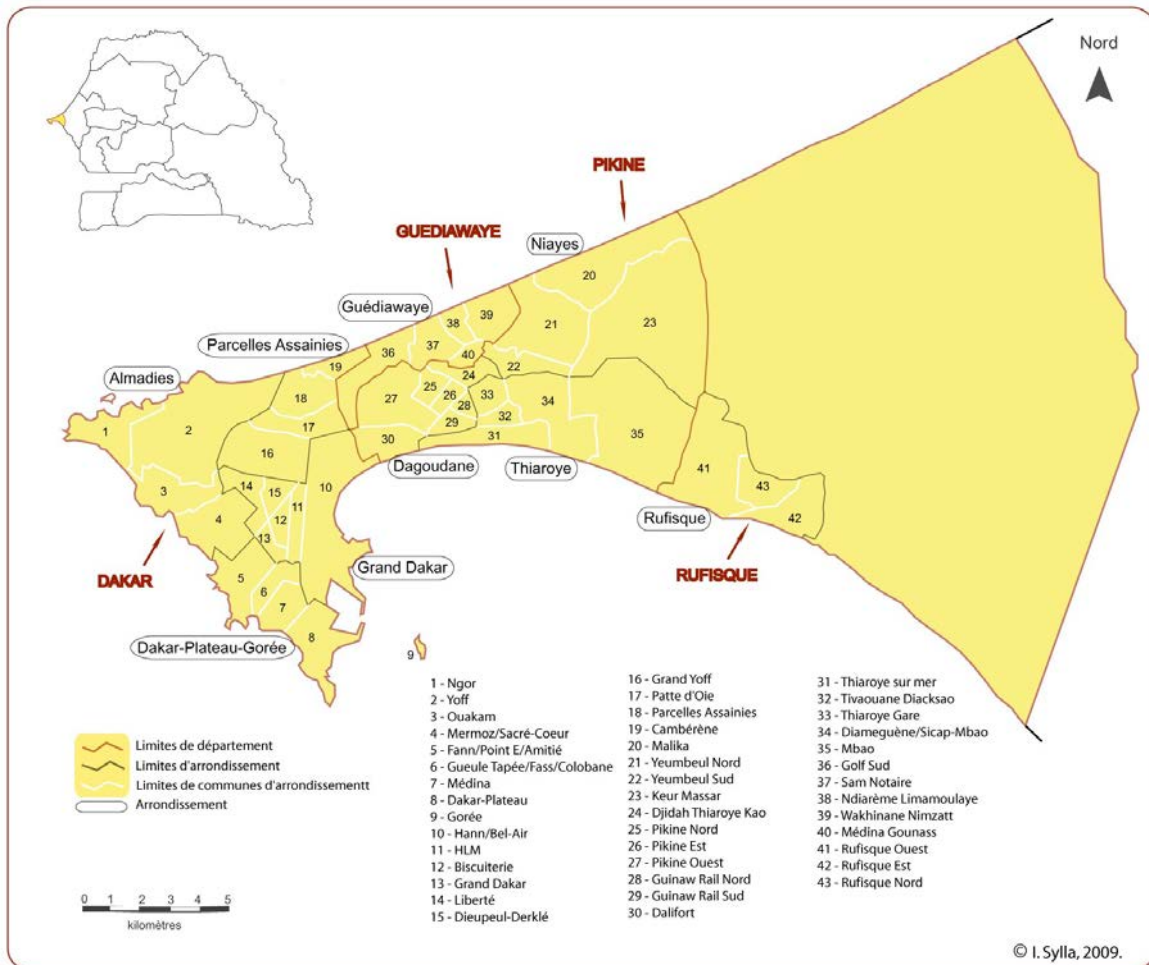 Nord
PIKINE
GUEDIAWAYE
Niayes
20
Guédiawaye
39
38
21
23
Parcelles Assainies
37
36
40
19
22
24
Almadies
25
33
26
18
27
28
34
32
2
1
29
17
31
30
35
16
Dagoudane
Thiaroye
41
43
14
15
10
3
11
4
12
Rufisque
42
13
Grand Dakar
DAKAR
RUFISQUE
5
6
7
8
Dakar-Plateau-Gorée
9
Limites de département
Limites d'arrondissement
Limites de communes d'arrondissementt
Arrondissement
0 1 2 3 4 5
kilomètres
1 - Ngor
2 - Yoff
3 - Ouakam
4 - Mermoz/Sacré-Coeur
5 - Fann/Point E/Amitié
6 - Gueule Tapée/Fass/Colobane
7 - Médina
8 - Dakar-Plateau
9 - Gorée
10 - Hann/Bel-Air
11 - HLM
12 - Biscuiterie
13 - Grand Dakar
14 - Liberté
15 - Dieupeul-Derklé
16 - Grand Yoff
17 - Patte d'Oie
18 - Parcelles Assainies
19 - Cambérène
20 - Malika
21 - Yeumbeul Nord
22 - Yeumbeul Sud
23 - Keur Massar
24 - Djidah Thiaroye Kao
25 - Pikine Nord
26 - Pikine Est
27 - Pikine Ouest
28 - Guinaw Rail Nord
29 - Guinaw Rail Sud
30 - Dalifort
31 - Thiaroye sur mer
32 - Tivaouane Diacksao
33 - Thiaroye Gare
34 - Diameguène/Sicap-Mbao
35 - Mbao
36 - Golf Sud
37 - Sam Notaire
38 - Ndiarème Limamoulaye
39 - Wakhinane Nimzatt
40 - Médina Gounass
41 - Rufisque Ouest
42 - Rufisque Est
43 - Rufisque Nord
© I. Sylla, 2009.